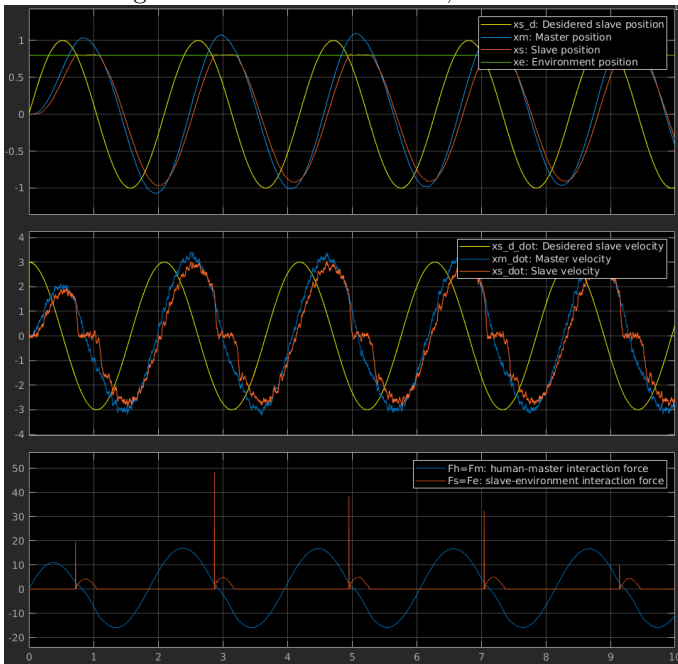 xs_d: Desidered slave position
xm: Master position
xs: Slave position
xe: Environment position
1
0.5
0
-0.5
-1
xs_d_dot: Desidered slave velocity
xm_dot: Master velocity
xs_dot: Slave velocity
4
3
2
1
0
-1
-2
-3
-4
Fh=Fm: human-master interaction force
Fs=Fe: slave-environment interaction force
50
40
30
20
10
0
-10
-20
0 1 2 3 4 5 6 7 8 9 10